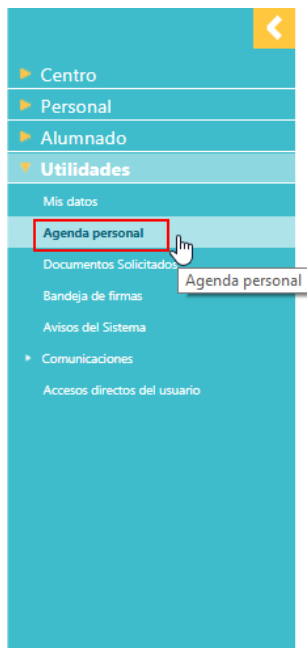 Centro
Personal
Alumnado
Utilidades
Mis datos
Agenda personal
Documentos Solicitados
Agenda personal
Bandeja de firmas
Avisos del Sistema
Comunicaciones
Accesos directos del usuario